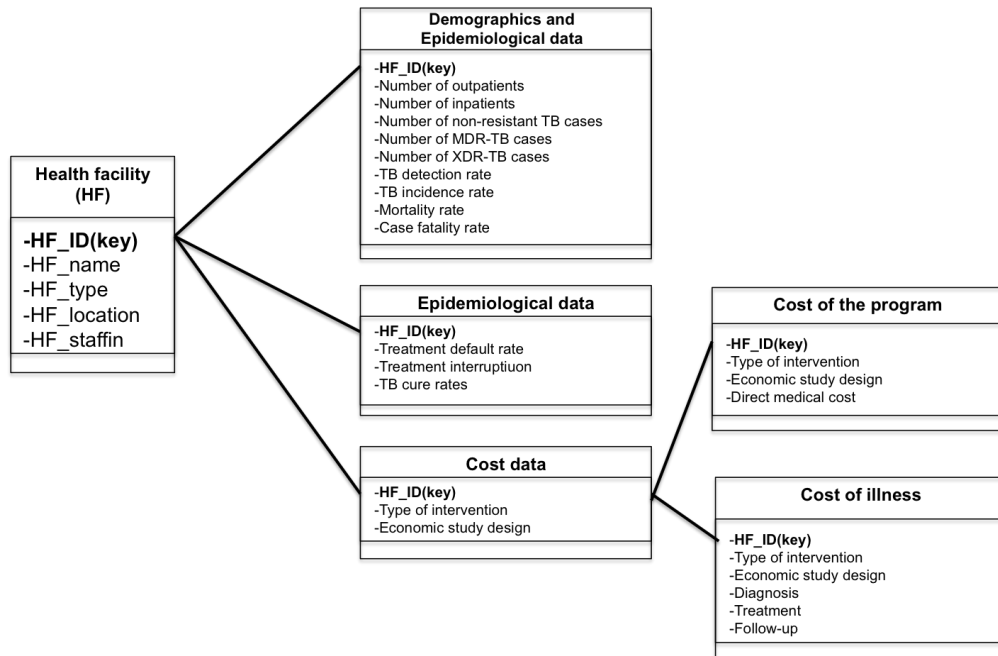 Health facility
(HF)
-HF_ID(key)
-HF_name
-HF_type
-HF_location
-HF_staffin
Demographics and
Epidemiological data
-HF_ID(key)
-Number of outpatients
-Number of inpatients
-Number of non-resistant TB cases
-Number of MDR-TB cases
-Number of XDR-TB cases
-TB detection rate
-TB incidence rate
-Mortality rate
-Case fatality rate
Epidemiological data
-HF_ID(key)
-Treatment default rate
-Treatment interruptiuon
-TB cure rates
Cost data
-HF_ID(key)
-Type of intervention
-Economic study design
Cost of the program
-HF_ID(key)
-Type of intervention
-Economic study design
-Direct medical cost
Cost of illness
-HF_ID(key)
-Type of intervention
-Economic study design
-Diagnosis
-Treatment
-Follow-up